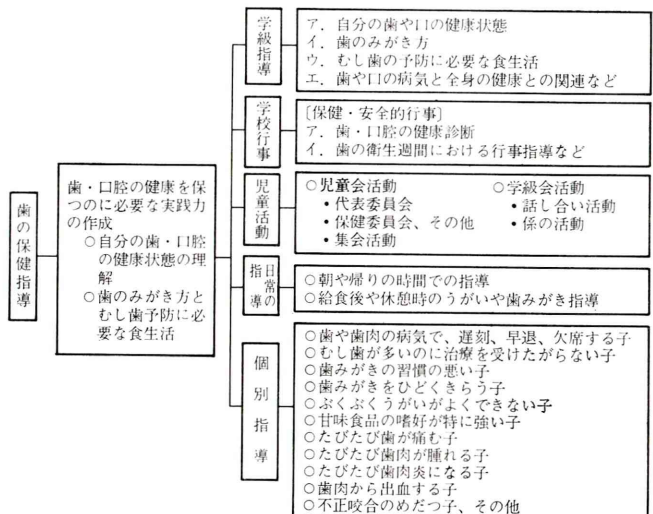 歯の保健指導
歯・口腔の健康を保
つのに必要な実践力
の作成
○自分の歯・口腔
の健康状態の理
解
○歯のみがき方と
むし歯予防に必
要な食生活
学級指導
ア．自分の歯や口の健康状態
イ．歯のみがき方
ウ．むし歯の予防に必要な食生活
エ．歯や口の病気と全身の健康との関連など
学校行事
［保健・安全的行事］
ア．歯・口腔の健康診断
イ．歯の衛生週間における行事指導など
児童活動
○児童会活動
・代表委員会
・保健委員会、その他
・集会活動
○学級会活動
・話し合い活動
・係の活動
日常の
指導
○朝や帰りの時間での指導
○給食後や休憩時のうがいや歯みがき指導
個別指導
○歯や歯肉の病気で、遅刻、早退、欠席する子
○むし歯が多いのに治療を受けたがらない子
○歯みがきの習慣の悪い子
○歯みがきをひどくきらう子
○ぶくぶくうがいがよくできない子
○甘味食品の嗜好が特に強い子
○たびたび歯が痛む子
○たびたび歯肉が腫れる子
○たびたび歯肉炎になる子
○歯肉から出血する子
○不正咬合のめだつ子、その他